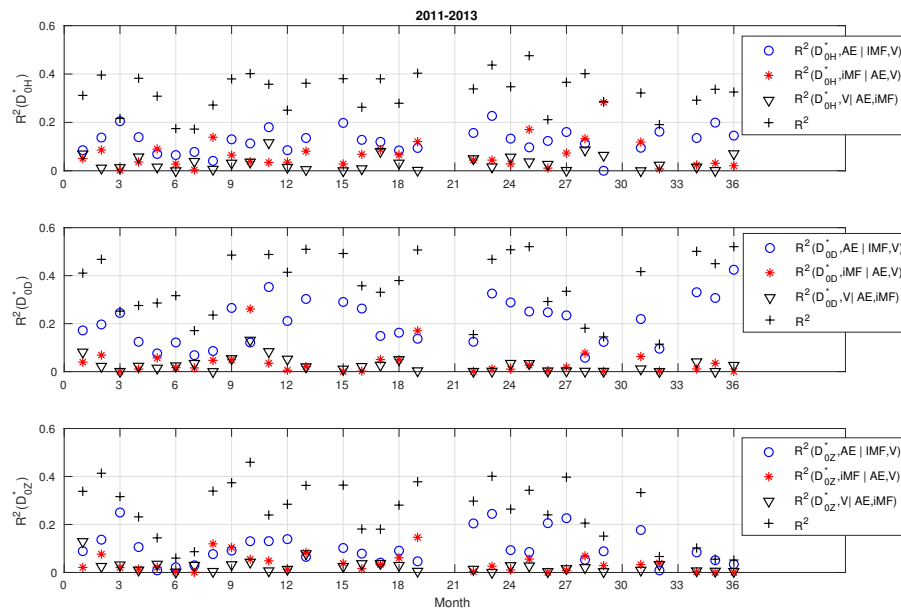 2011-2013
R²(D*0H)
0.6
0.4
0.2
0
0 3 6 9 12 15 18 21 24 27 30 33 36
R²(D*0H,AE | IMF,V)
R²(D*0H,iMF | AE,V)
R²(D*0H,V| AE,iMF)
R²
R²(D*0D)
0.6
0.4
0.2
0
0 3 6 9 12 15 18 21 24 27 30 33 36
R²(D*0D,AE | IMF,V)
R²(D*0D,iMF | AE,V)
R²(D*0D,V| AE,iMF)
R²
R²(D*0Z)
0.6
0.4
0.2
0
0 3 6 9 12 15 18 21 24 27 30 33 36
R²(D*0Z,AE | IMF,V)
R²(D*0Z,iMF | AE,V)
R²(D*0Z,V| AE,iMF)
R²
Month